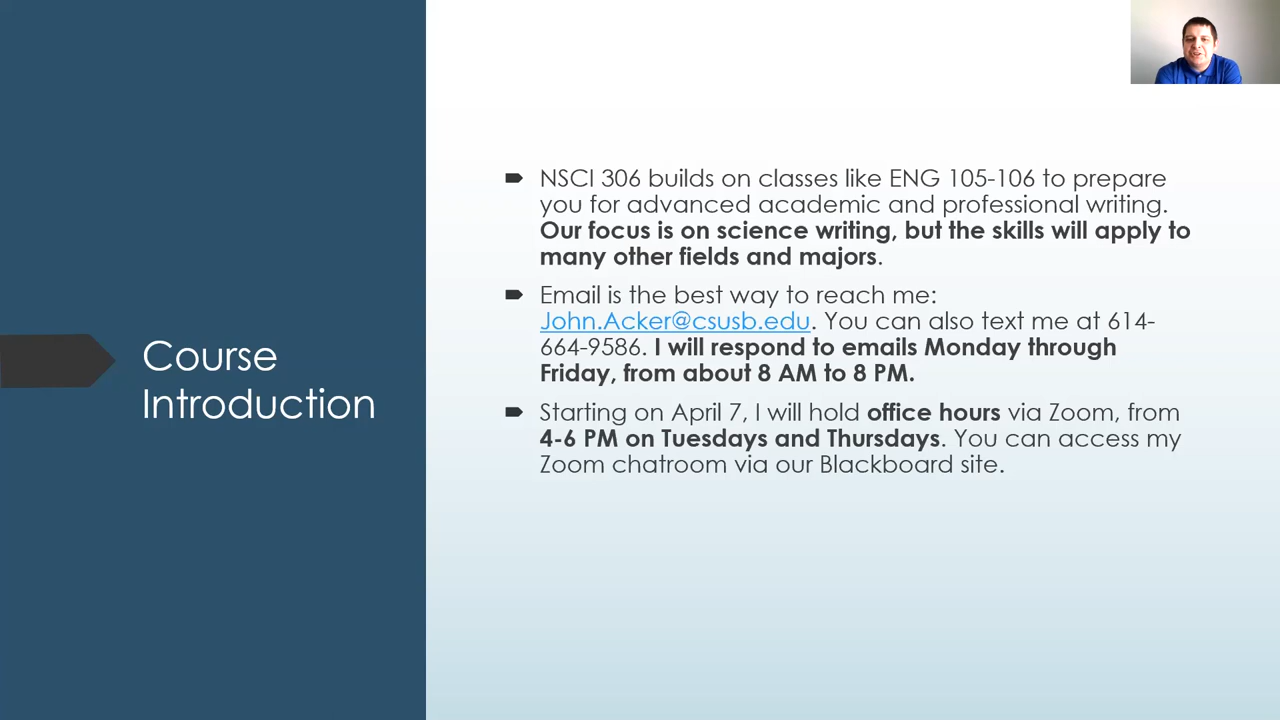 Course
Introduction
NSCI 306 builds on classes like ENG 105-106 to prepare
you for advanced academic and professional writing.
Our focus is on science writing, but the skills will apply to
many other fields and majors.
Email is the best way to reach me:
John.Acker@csusb.edu. You can also text me at 614-
664-9586. I will respond to emails Monday through
Friday, from about 8 AM to 8 PM.
Starting on April 7, I will hold office hours via Zoom, from
4-6 PM on Tuesdays and Thursdays. You can access my
Zoom chatroom via our Blackboard site.